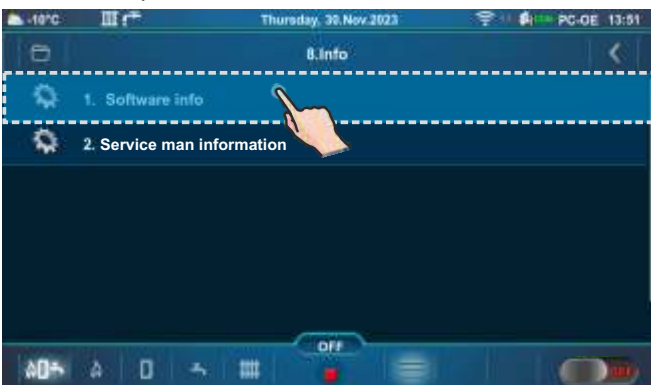 -10°C Thursday, 30.Nov.2023 PC-OE 13:51
8.Info
1. Software info
2. Service man information
OFF
OFF